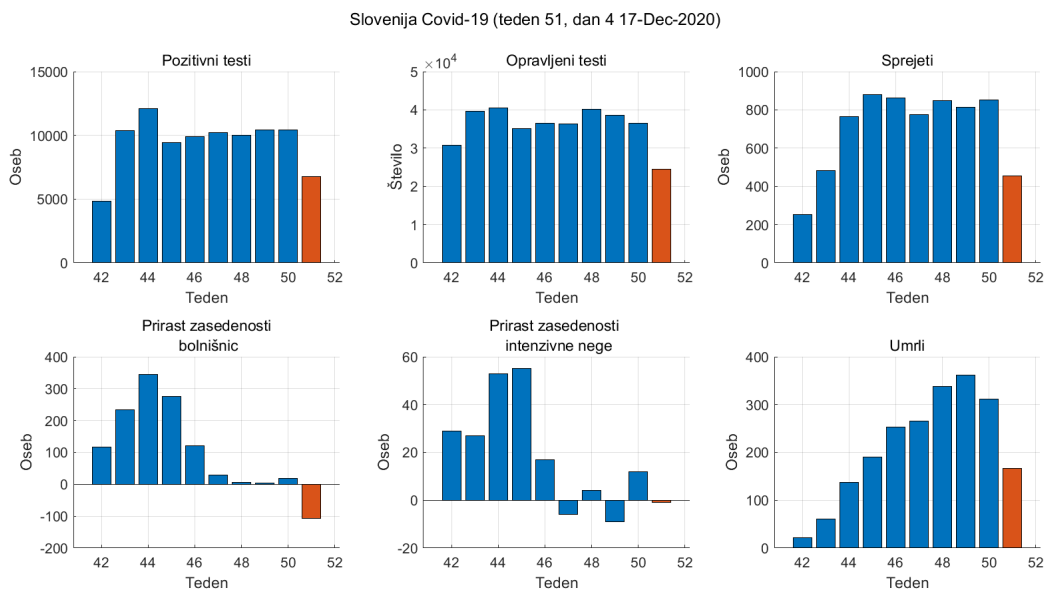 Slovenija Covid-19 (teden 51, dan 4 17-Dec-2020)
Pozitivni testi
15000
10000
5000
0
Oseb
42 44 46 48 50 52
Teden
Opravljeni testi
×10^4
5
4
3
2
1
0
Število
42 44 46 48 50 52
Teden
Sprejeti
1000
800
600
400
200
0
Oseb
42 44 46 48 50 52
Teden
Prirast zasedenosti
bolnišnic
400
300
200
100
0
-100
-200
Oseb
42 44 46 48 50 52
Teden
Prirast zasedenosti
intenzivne nege
60
40
20
0
-20
Oseb
42 44 46 48 50 52
Teden
Umrli
400
300
200
100
0
Oseb
42 44 46 48 50 52
Teden